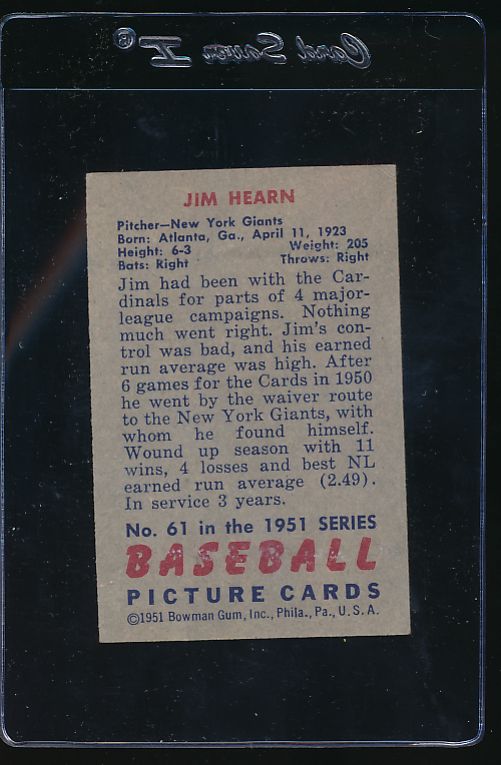 Card Saver I®
JIM HEARN
Pitcher—New York Giants
Born: Atlanta, Ga., April 11, 1923
Height: 6-3 Weight: 205
Bats: Right Throws: Right
Jim had been with the Car-
dinals for parts of 4 major-
league campaigns. Nothing
much went right. Jim's con-
trol was bad, and his earned
run average was high. After
6 games for the Cards in 1950
he went by the waiver route
to the New York Giants, with
whom he found himself.
Wound up season with 11
wins, 4 losses and best NL
earned run average (2.49).
In service 3 years.
No. 61 in the 1951 SERIES
BASEBALL
PICTURE CARDS
©1951 Bowman Gum, Inc., Phila., Pa., U. S. A.